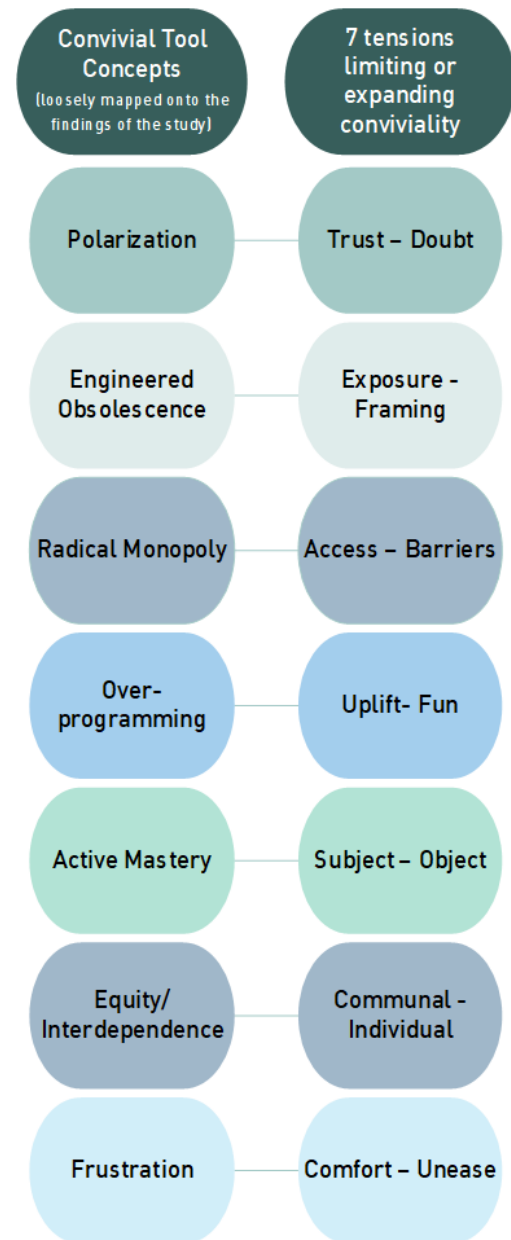 Convivial Tool
Concepts
(loosely mapped onto the
findings of the study)
7 tensions
limiting or
expanding
conviviality
Polarization
Trust – Doubt
Engineered
Obsolescence
Exposure -
Framing
Radical Monopoly
Access – Barriers
Over-
programming
Uplift- Fun
Active Mastery
Subject – Object
Equity/
Interdependence
Communal -
Individual
Frustration
Comfort – Unease